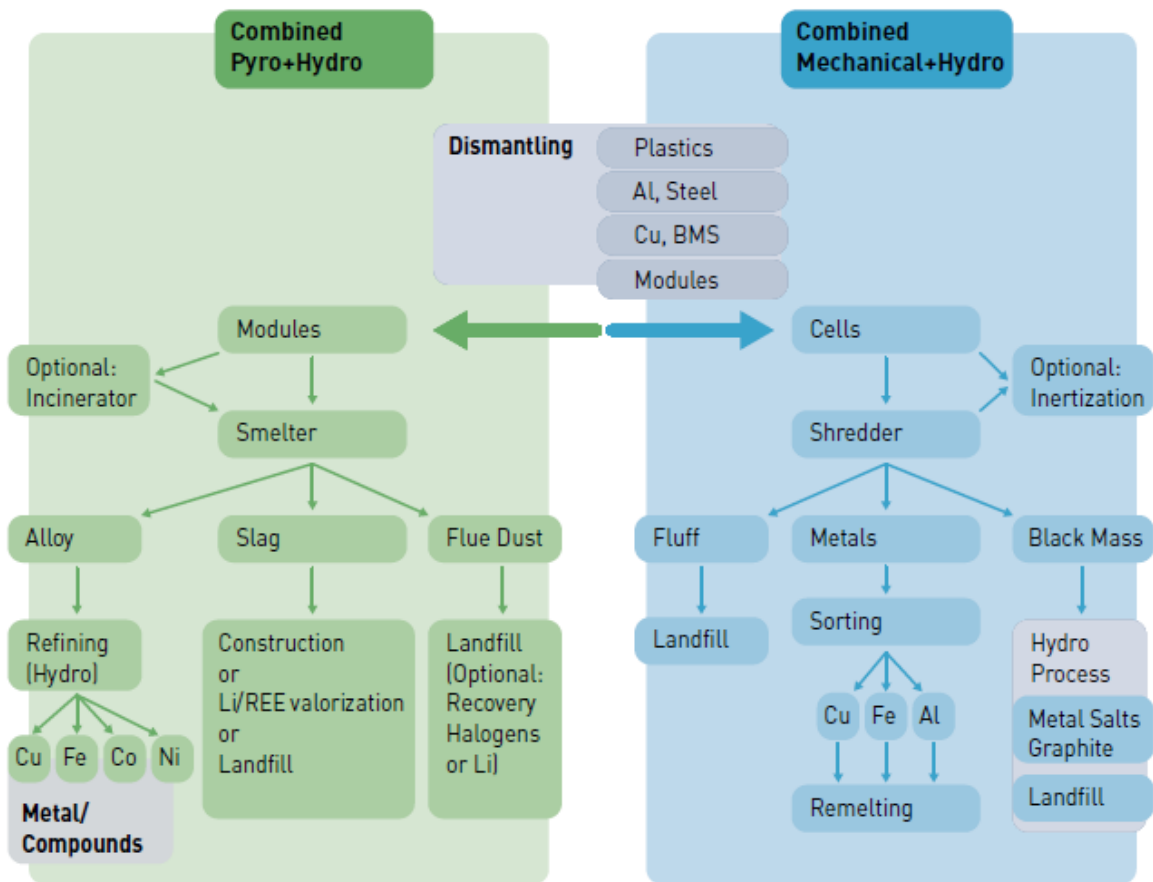 Combined
Pyro+Hydro
Combined
Mechanical+Hydro
Dismantling
Plastics
Al, Steel
Cu, BMS
Modules
Modules
Optional:
Incinerator
Smelter
Alloy
Slag
Flue Dust
Refining
(Hydro)
Cu
Fe
Co
Ni
Metal/
Compounds
Construction
or
Li/REE valorization
or
Landfill
Landfill
(Optional:
Recovery
Halogens
or Li)
Cells
Optional:
Inertization
Shredder
Fluff
Metals
Black Mass
Landfill
Sorting
Cu
Fe
Al
Remelting
Hydro
Process
Metal Salts
Graphite
Landfill